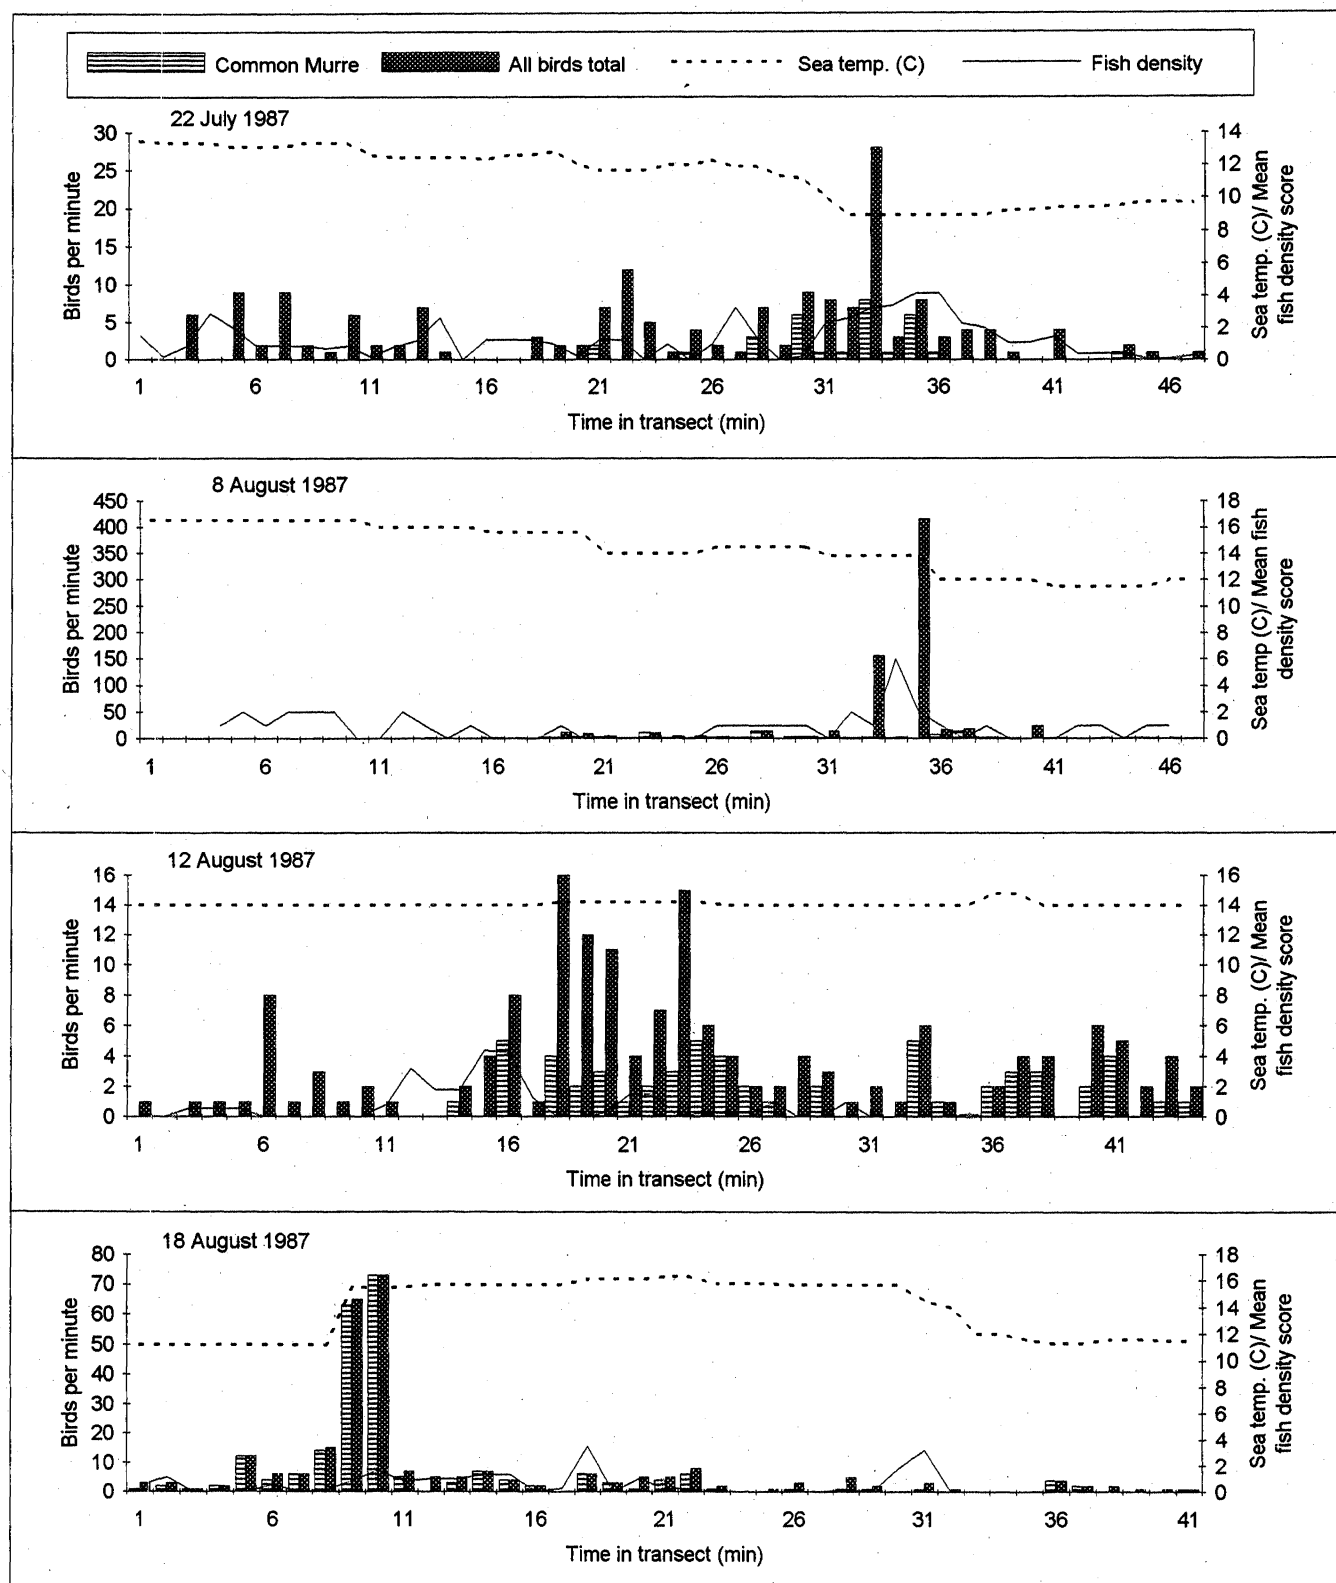 Common Murre All birds total Sea temp. (C) Fish density
22 July 1987
30
25
20
15
10
5
0
Birds per minute
14
12
10
8
6
4
2
0
Sea temp. (C)/ Mean
fish density score
1 6 11 16 21 26 31 36 41 46
Time in transect (min)
8 August 1987
450
400
350
300
250
200
150
100
50
0
Birds per minute
18
16
14
12
10
8
6
4
2
0
Sea temp (C)/ Mean fish
density score
1 6 11 16 21 26 31 36 41 46
Time in transect (min)
12 August 1987
16
14
12
10
8
6
4
2
0
Birds per minute
16
14
12
10
8
6
4
2
0
Sea temp. (C)/ Mean
fish density score
1 6 11 16 21 26 31 36 41
Time in transect (min)
18 August 1987
80
70
60
50
40
30
20
10
0
Birds per minute
18
16
14
12
10
8
6
4
2
0
Sea temp. (C)/ Mean
fish density score
1 6 11 16 21 26 31 36 41
Time in transect (min)